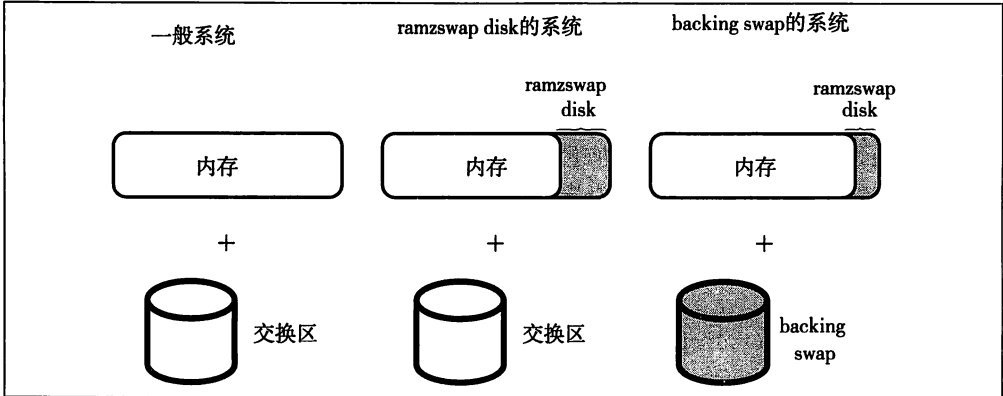 一般系统
ramzswap disk的系统
backing swap的系统
ramzswap
disk
ramzswap
disk
内存
内存
内存
+
+
+
交换区
交换区
backing
swap